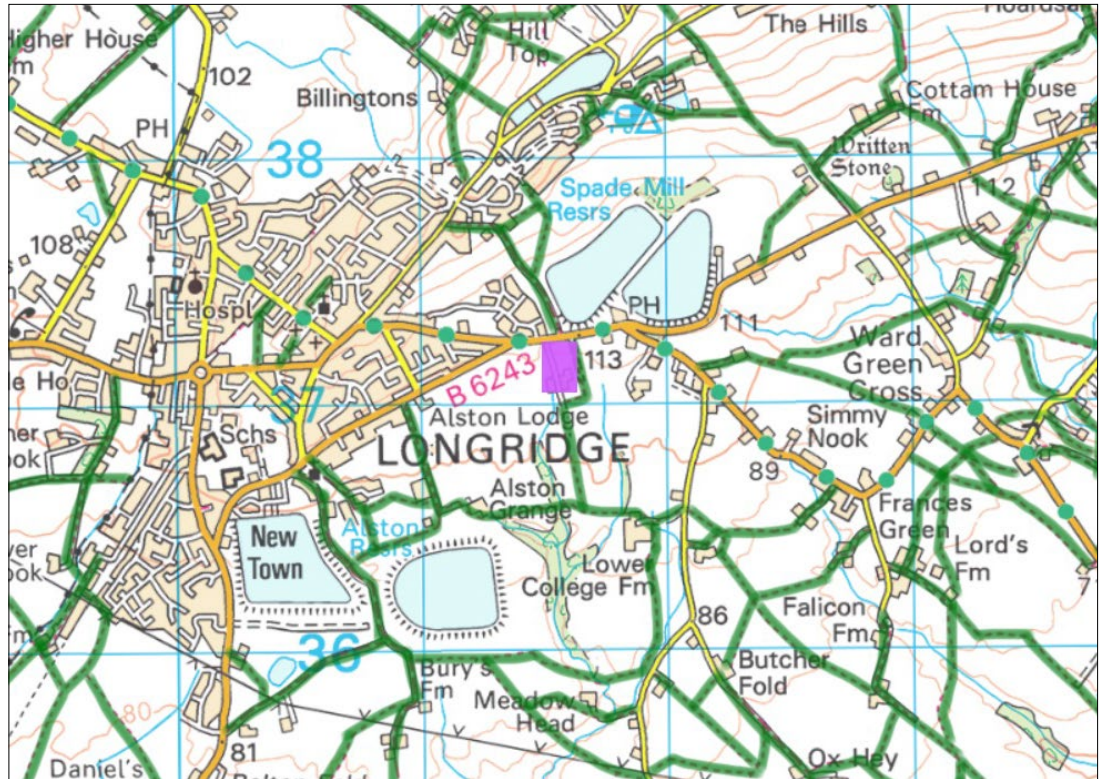 Higher House
The Hills
Hill
Top
102
Billingtons
Cottam House
Fm
PH
Written
Stone
38
Spade Mill
Resrs
112
108
Hospl
PH
111
Ward
Green
Cross
113
B 6243
37
Alston Lodge
Simmy
Nook
LONGRIDGE
Schs
89
Alston
Grange
Frances
Green
New
Town
Alston
Resrs
Lord's
Fm
Lower
College Fm
Falicon
Fm
86
36
Bury's
Fm
Butcher
Fold
Meadow
Head
80
81
Daniel's
Ox Hey